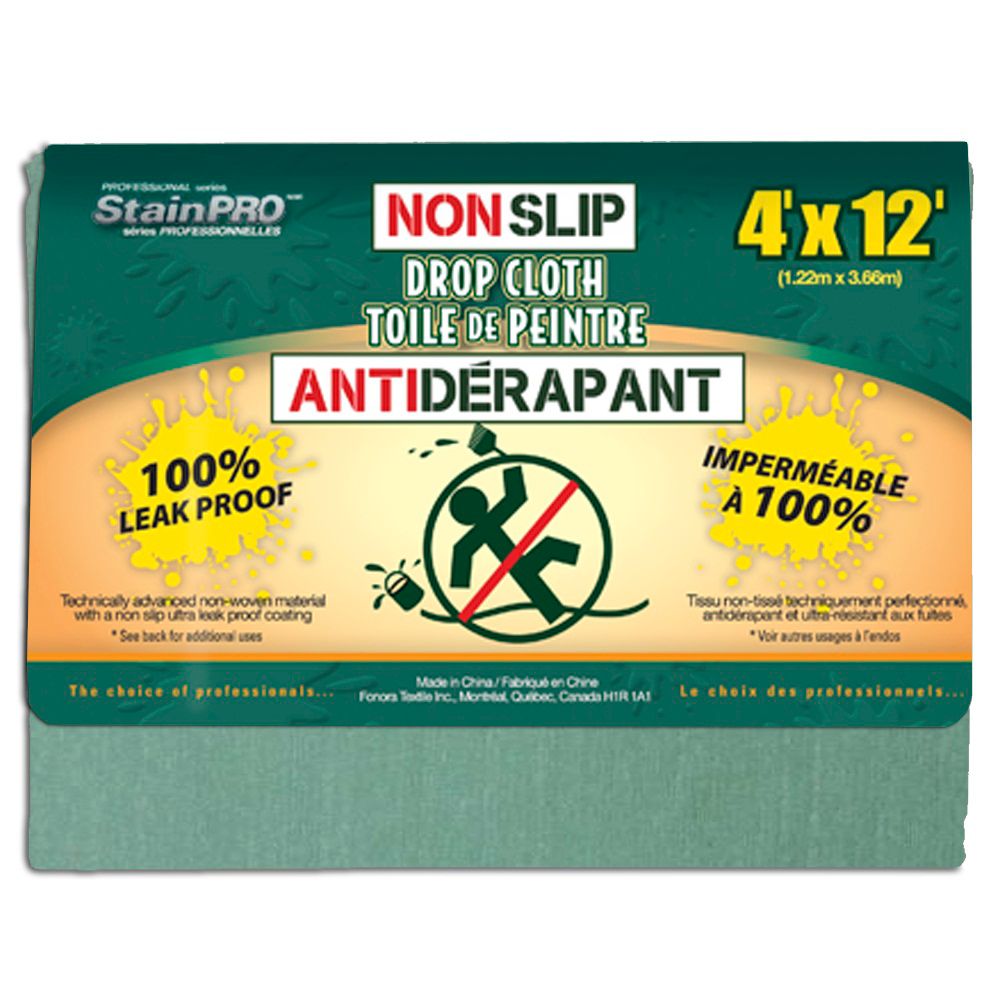 PROFESSIONAL series
StainPRO
séries PROFESSIONNELLES
NON SLIP
DROP CLOTH
TOILE DE PEINTRE
ANTIDÉRAPANT
4' x 12'
(1.22m x 3.66m)
100%
LEAK PROOF
IMPERMÉABLE
À 100%
Technically advanced non-woven material
with a non slip ultra leak proof coating
* See back for additional uses
Tissu non-tissé techniquement perfectionné,
antidérapant et ultra-résistant aux fuites
* Voir autres usages à l'endos
The choice of professionals...
Made in China / Fabriqué en Chine
Fonora Textile Inc., Montréal, Québec, Canada H1R 1A1
Le choix des professionnels...